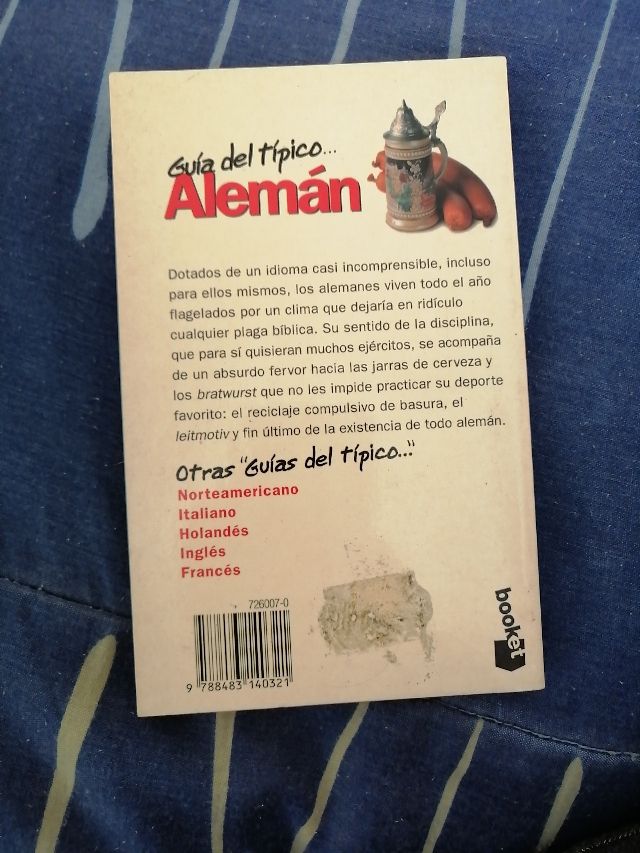 Guía del típico...
Alemán
Dotados de un idioma casi incomprensible, incluso
para ellos mismos, los alemanes viven todo el año
flagelados por un clima que dejaría en ridículo
cualquier plaga bíblica. Su sentido de la disciplina,
que para sí quisieran muchos ejércitos, se acompaña
de un absurdo fervor hacia las jarras de cerveza y
los bratwurst que no les impide practicar su deporte
favorito: el reciclaje compulsivo de basura, el
leitmotiv y fin último de la existencia de todo alemán.
Otras "Guías del típico..."
Norteamericano
Italiano
Holandés
Inglés
Francés
726007-0
9 788483 140321
booket